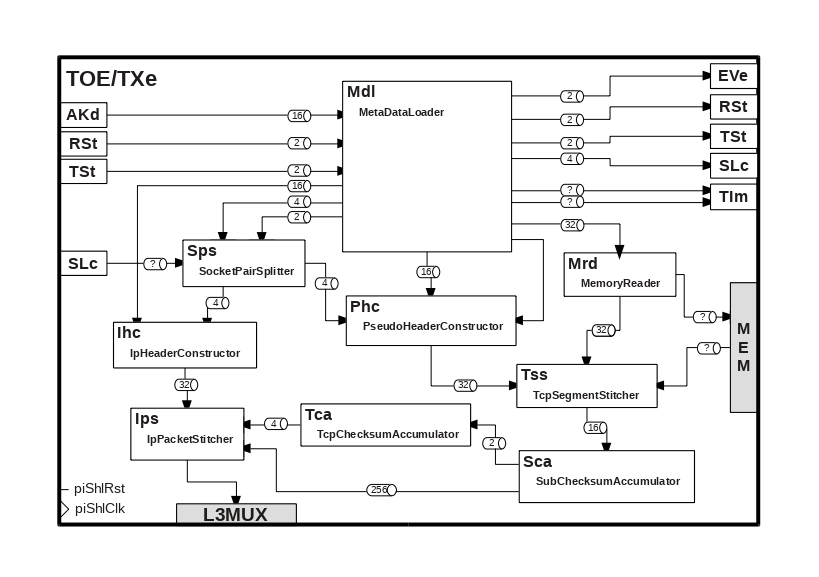 TOE/TXe
Mdl
MetaDataLoader
EVe
2
AKd
16
RSt
2
RSt
2
TSt
2
TSt
2
SLc
4
16
TIm
?
?
4
2
32
SLc
?
Sps
SocketPairSplitter
4
4
16
Mrd
MemoryReader
?
Phc
PseudoHeaderConstructor
Ihc
IpHeaderConstructor
32
?
M
E
M
32
32
Tss
TcpSegmentStitcher
Ips
IpPacketStitcher
4
Tca
TcpChecksumAccumulator
16
2
Sca
SubChecksumAccumulator
256
piShlRst
piShlClk
L3MUX